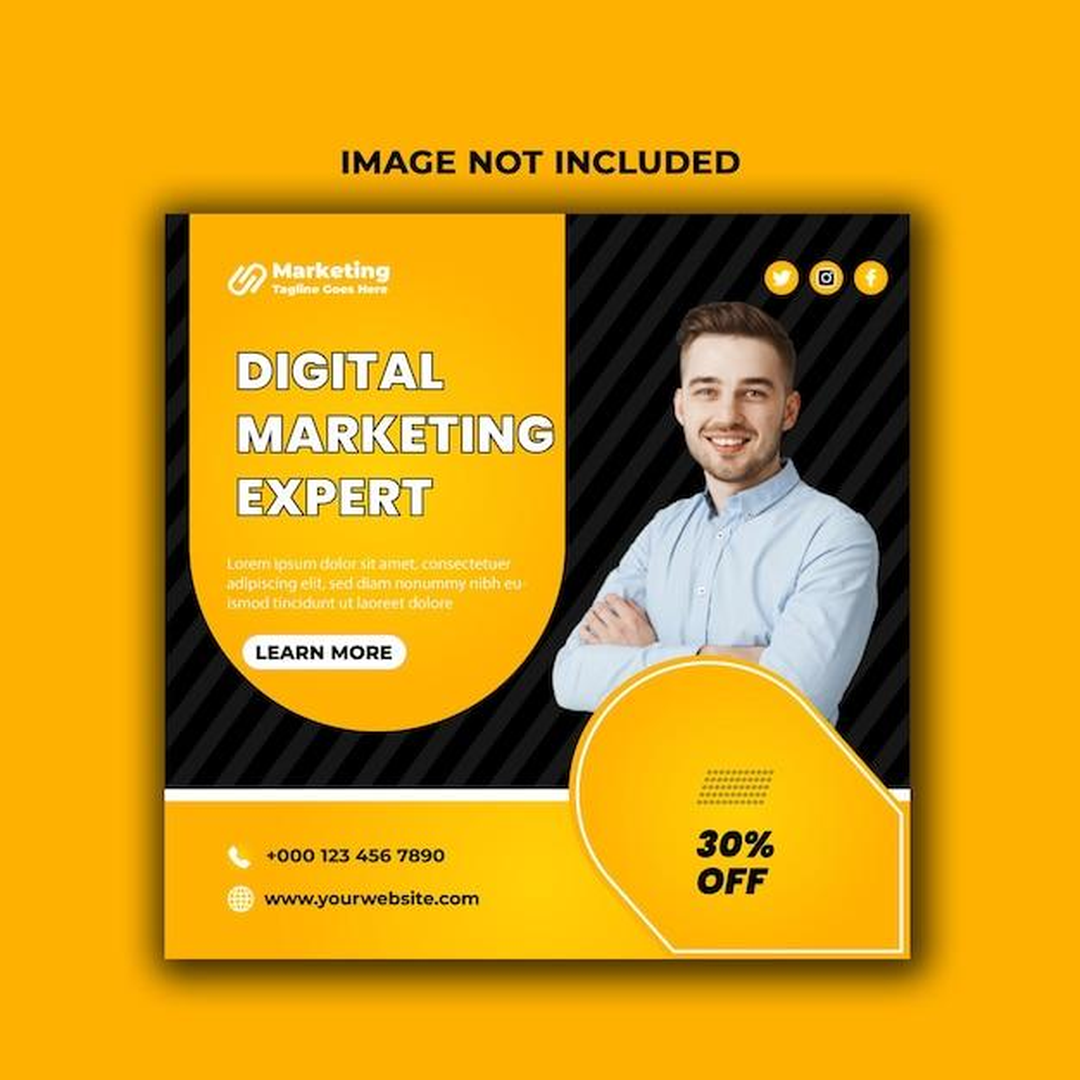 IMAGE NOT INCLUDED
Marketing
Tagline Goes Here
DIGITAL
MARKETING
EXPERT
Lorem ipsum dolor sit amet, consectetuer
adipiscing elit, sed diam nonummy nibh eu-
ismod tincidunt ut laoreet dolore
LEARN MORE
30%
OFF
+000 123 456 7890
www.yourwebsite.com